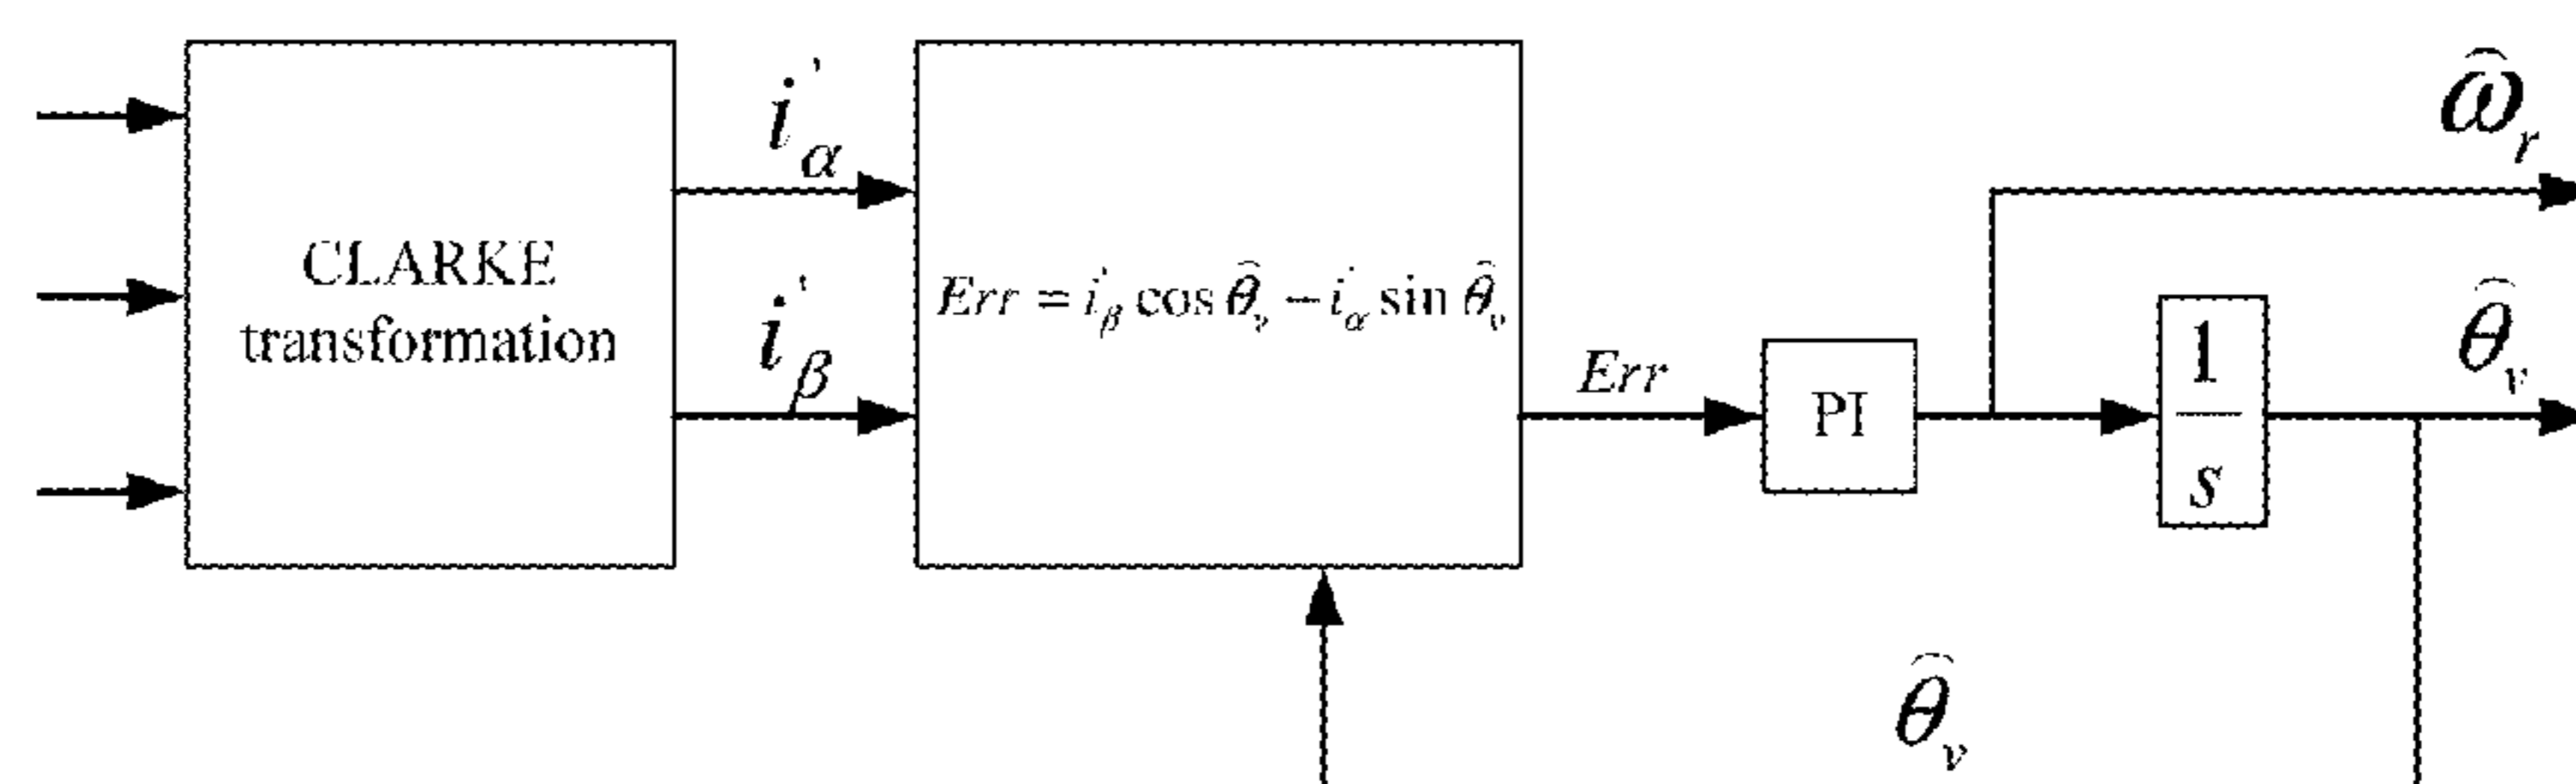 CLARKE
transformation
i'α
i'β
Err = i'β cos θ̂v − i'α sin θ̂v
Err
PI
1
s
ω̂r
θ̂v
θ̂v